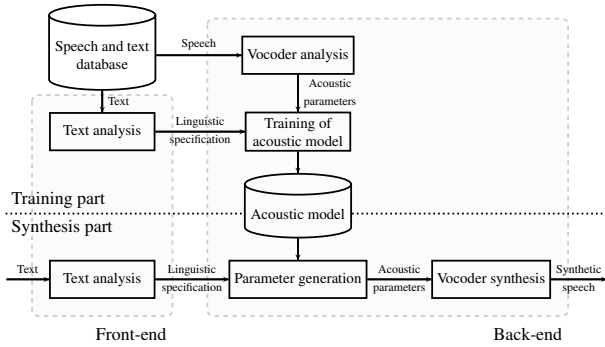 Speech and text
database
Speech
Vocoder analysis
Text
Acoustic
parameters
Text analysis
Linguistic
specification
Training of
acoustic model
Training part
Acoustic model
Synthesis part
Text
Text analysis
Linguistic
specification
Parameter generation
Acoustic
parameters
Vocoder synthesis
Synthetic
speech
Front-end
Back-end